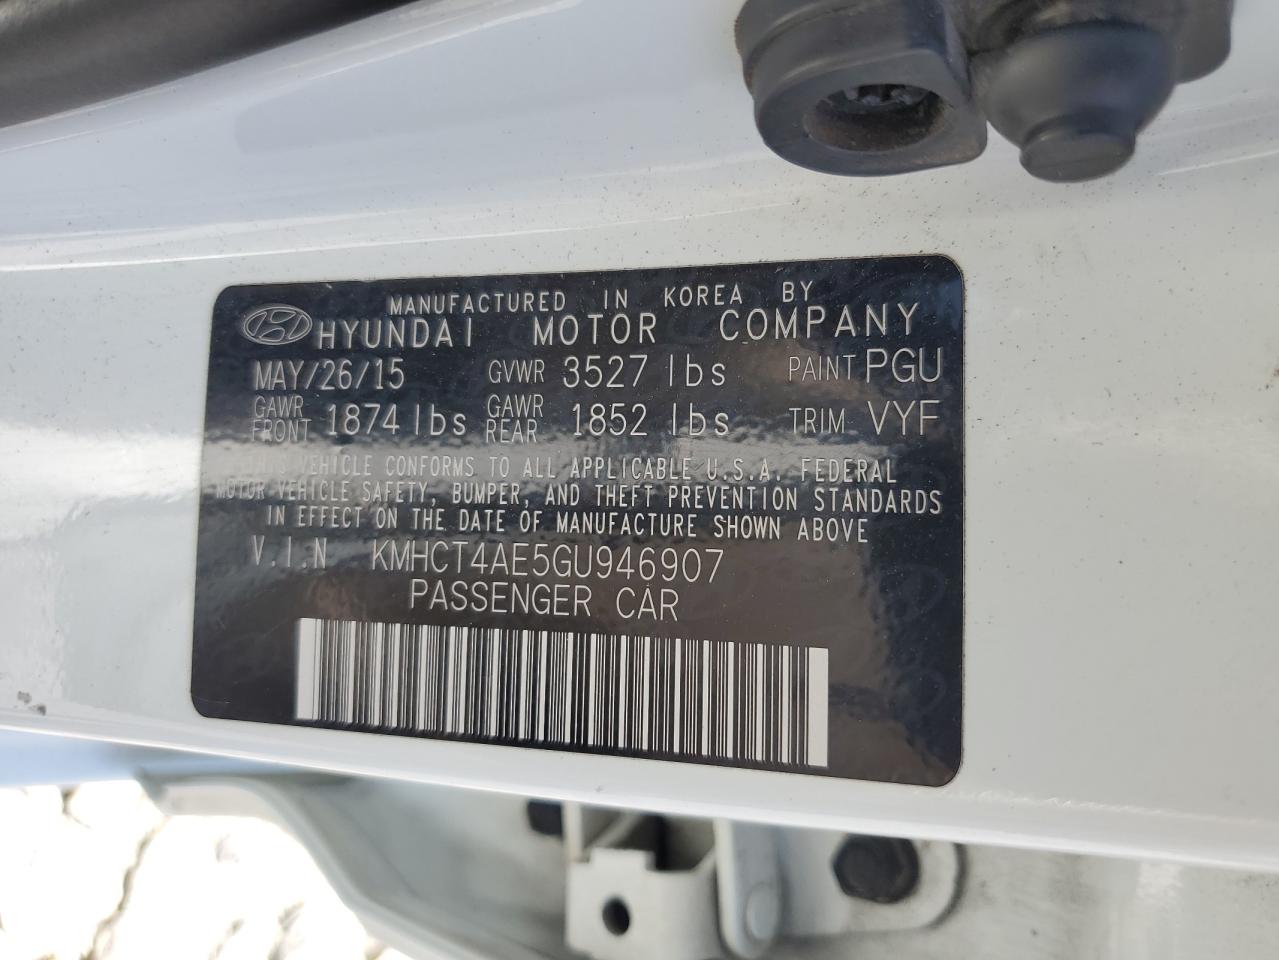 MANUFACTURED IN KOREA BY
HYUNDAI MOTOR COMPANY
MAY/26/15 GVWR 3527 lbs PAINT PGU
GAWR FRONT 1874 lbs GAWR REAR 1852 lbs TRIM VYF
THIS VEHICLE CONFORMS TO ALL APPLICABLE U.S.A. FEDERAL
MOTOR VEHICLE SAFETY, BUMPER, AND THEFT PREVENTION STANDARDS
IN EFFECT ON THE DATE OF MANUFACTURE SHOWN ABOVE
V.I.N KMHCT4AE5GU946907
PASSENGER CAR